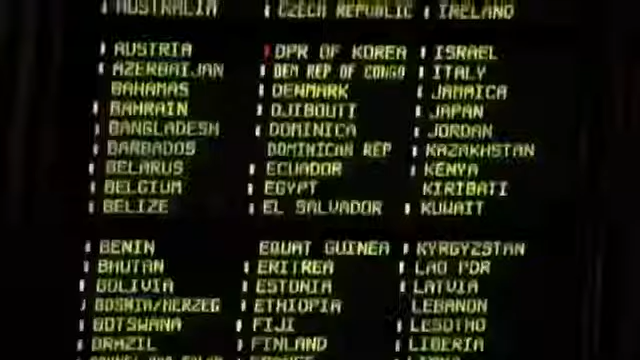 AUSTRALIA
AUSTRIA
AZERBAIJAN
BAHAMAS
BAHRAIN
BANGLADESH
BARBADOS
BELARUS
BELGIUM
BELIZE
BENIN
BHUTAN
BOLIVIA
BOSNIA/HERZEG
BOTSWANA
BRAZIL
CZECH REPUBLIC
DPR OF KOREA
DEM REP OF CONGO
DENMARK
DJIBOUTI
DOMINICA
DOMINICAN REP
ECUADOR
EGYPT
EL SALVADOR
EQUAT GUINEA
ERITREA
ESTONIA
ETHIOPIA
FIJI
FINLAND
IRELAND
ISRAEL
ITALY
JAMAICA
JAPAN
JORDAN
KAZAKHSTAN
KENYA
KIRIBATI
KUWAIT
KYRGYZSTAN
LAO PDR
LATVIA
LEBANON
LESOTHO
LIBERIA